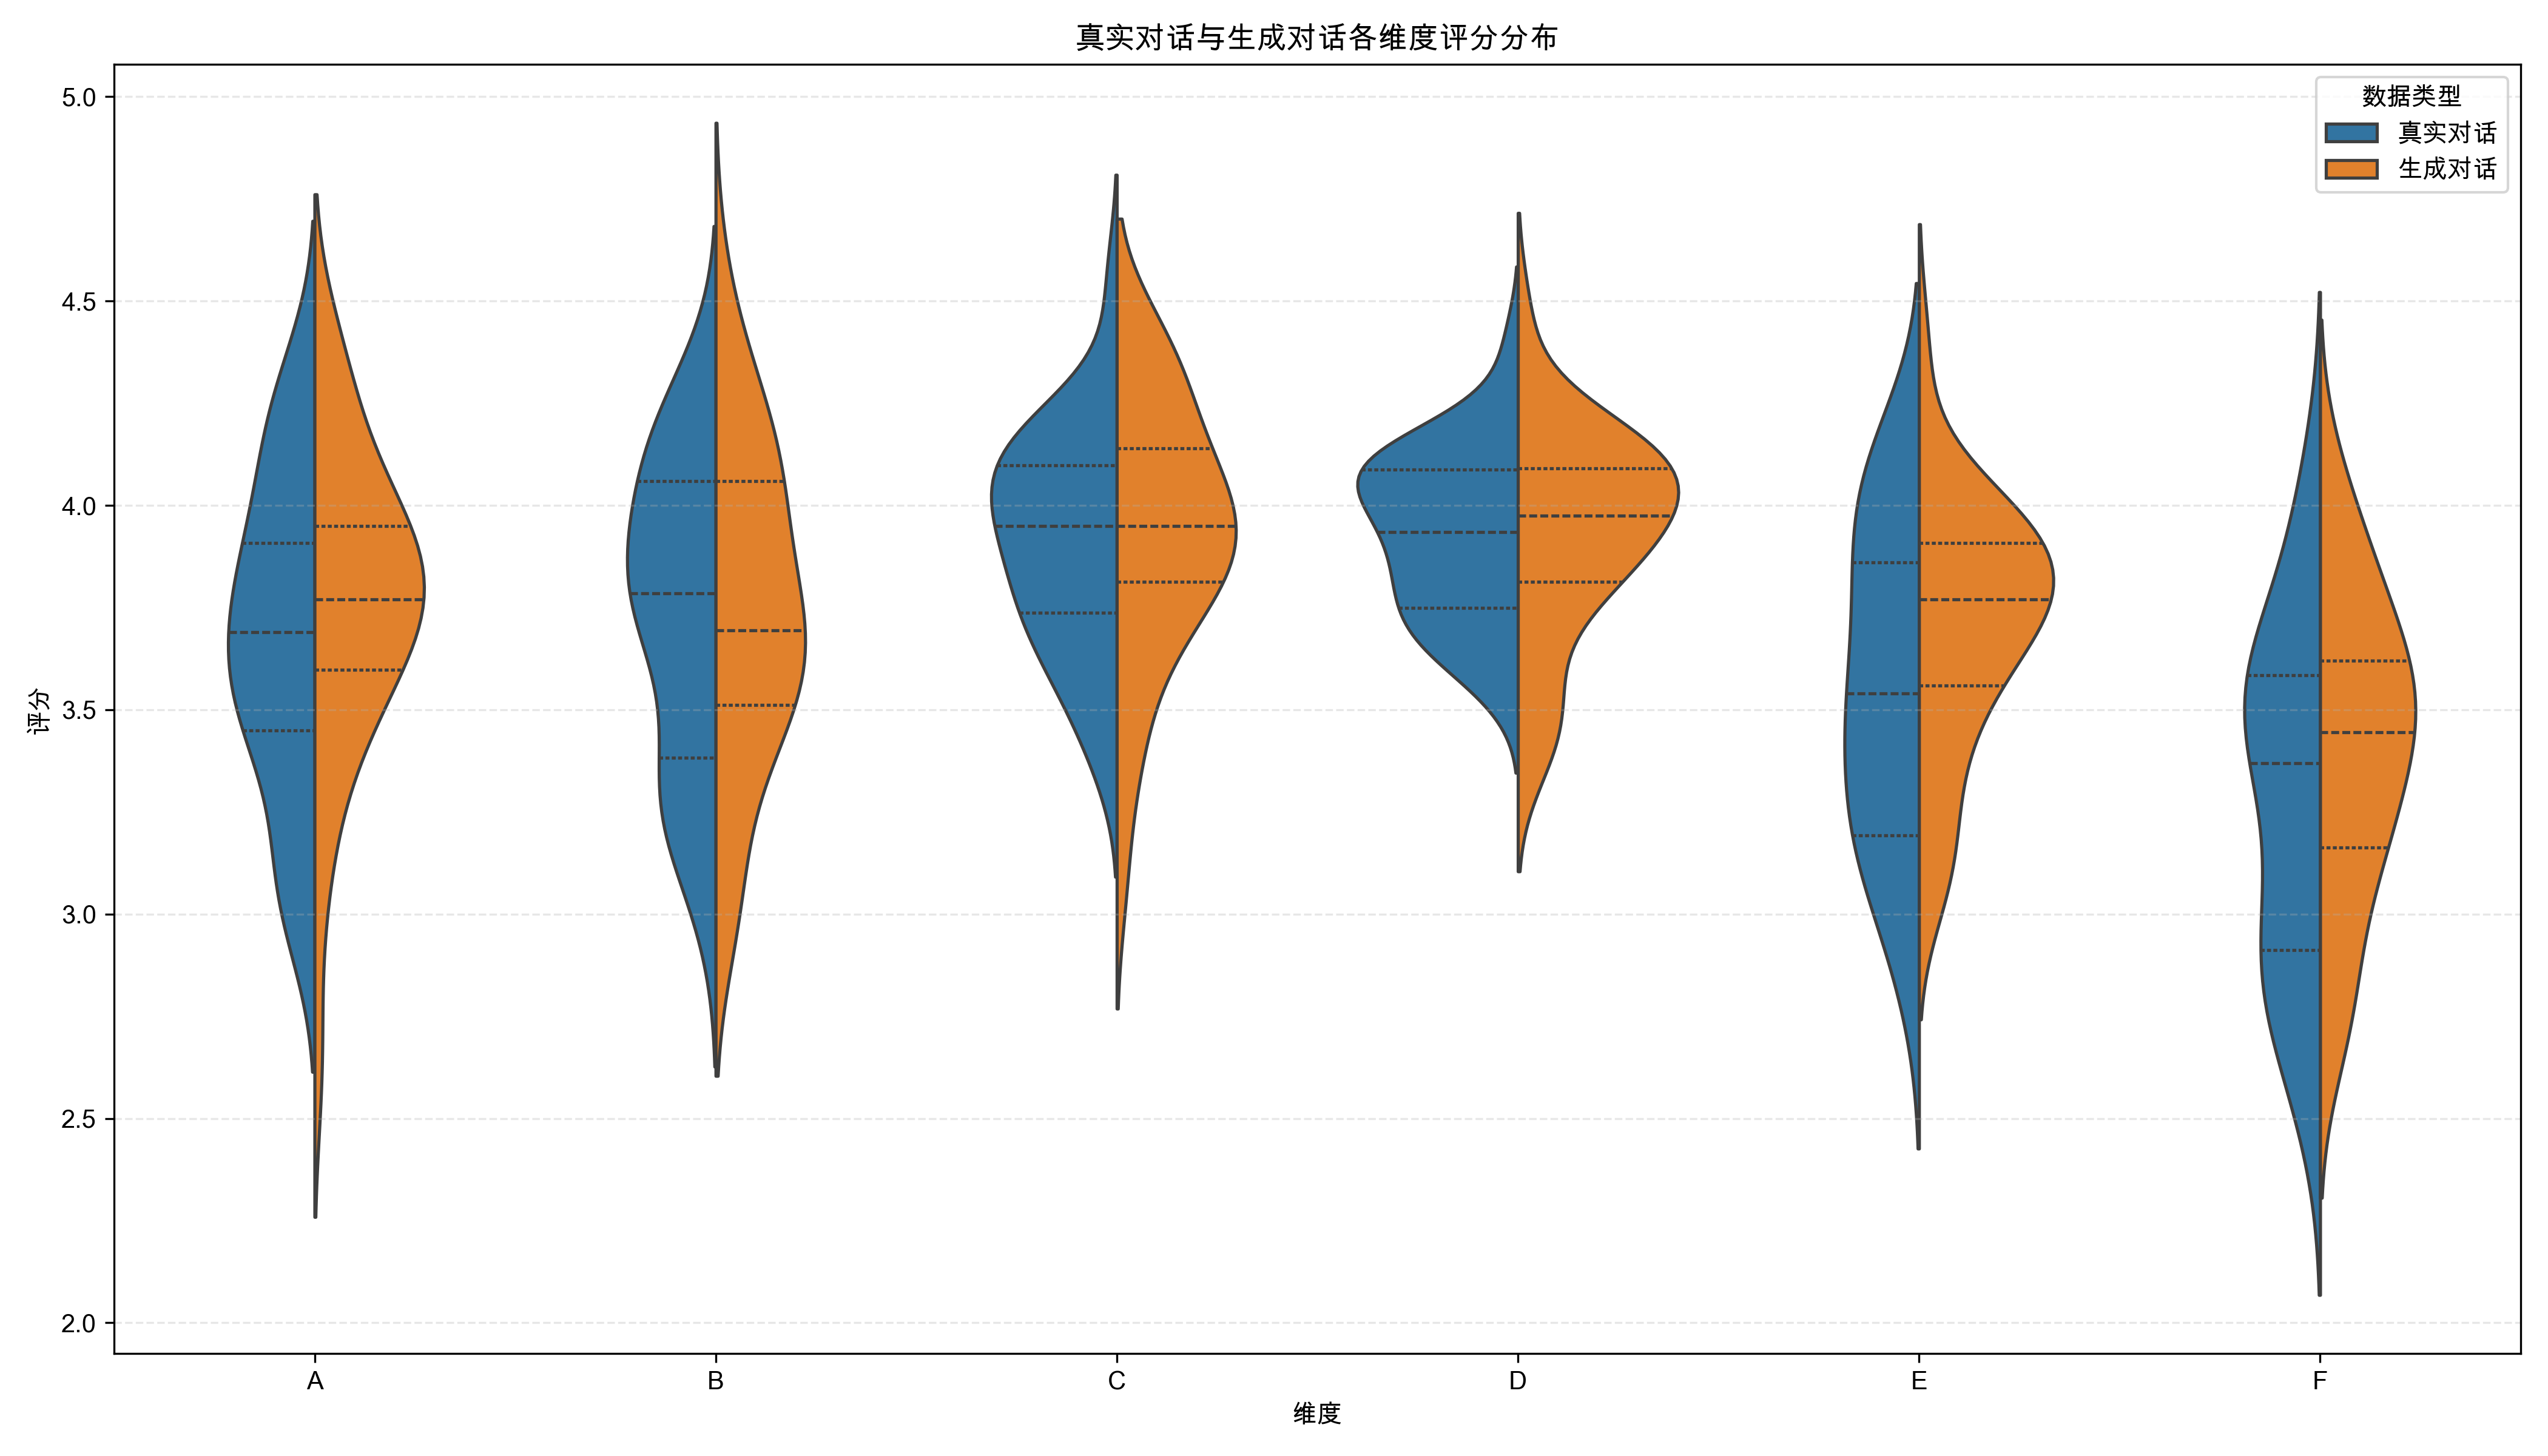 真实对话与生成对话各维度评分分布
数据类型
真实对话
生成对话
评分
5.0
4.5
4.0
3.5
3.0
2.5
2.0
A
B
C
D
E
F
维度